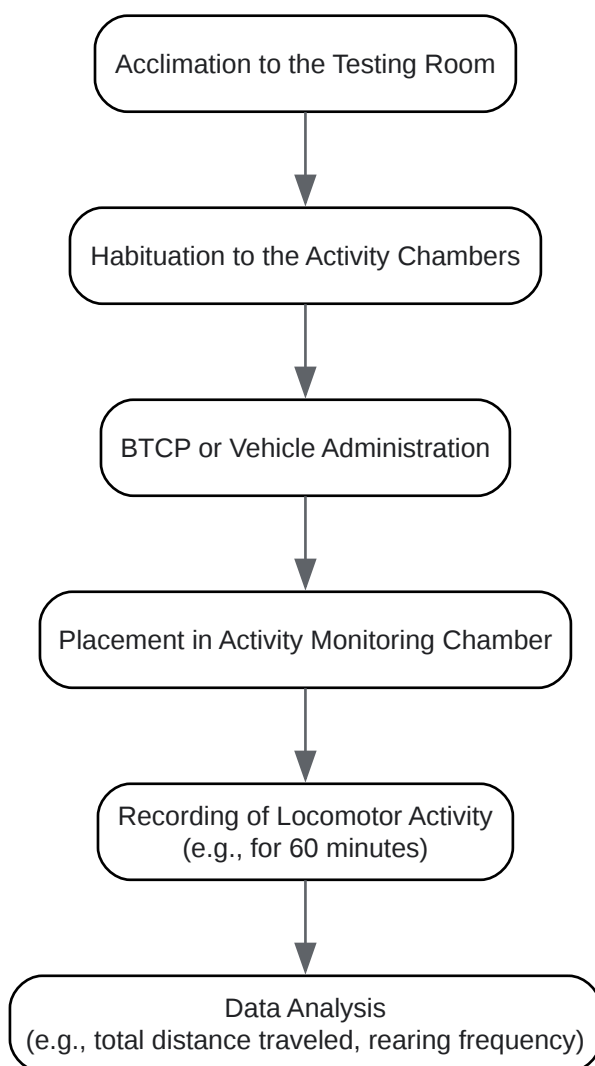 Acclimation to the Testing Room
Habituation to the Activity Chambers
BTCP or Vehicle Administration
Placement in Activity Monitoring Chamber
Recording of Locomotor Activity
(e.g., for 60 minutes)
Data Analysis
(e.g., total distance traveled, rearing frequency)